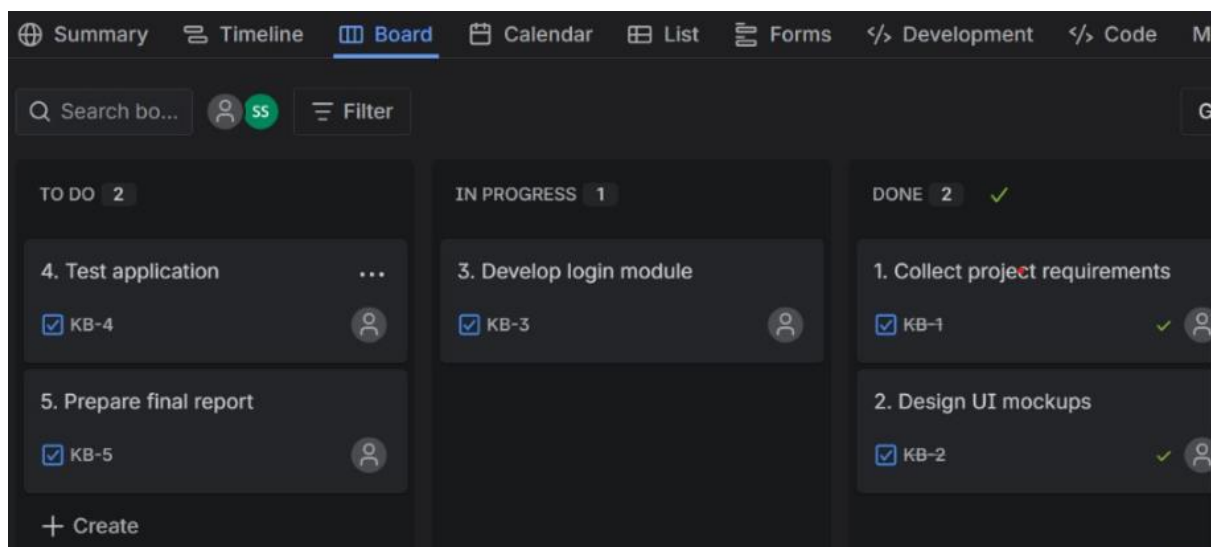 Summary Timeline Board Calendar List Forms </> Development </> Code M
Search bo... SS Filter G
TO DO 2
4. Test application ...
KB-4
5. Prepare final report
KB-5
+ Create
IN PROGRESS 1
3. Develop login module
KB-3
DONE 2
1. Collect project requirements
KB-1
2. Design UI mockups
KB-2